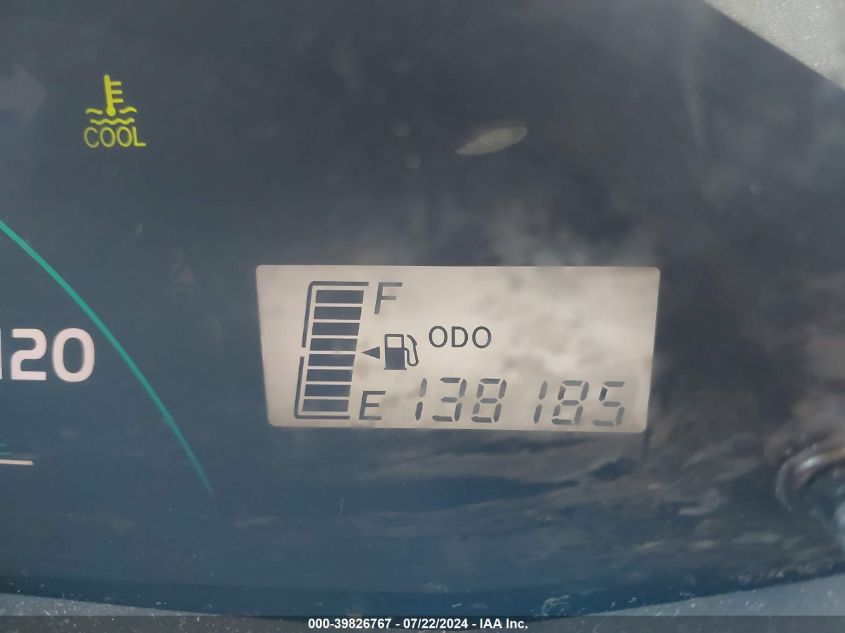 COOL
F
ODO
120
E 138185
000-39826767 - 07/22/2024 - IAA Inc.